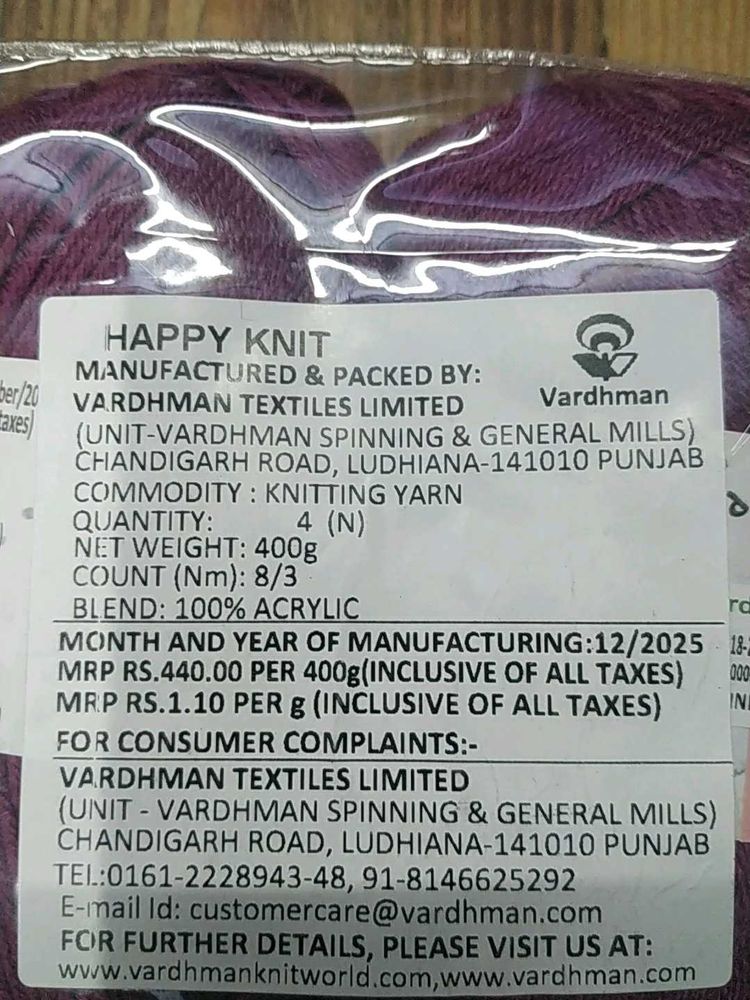 HAPPY KNIT
Vardhman
MANUFACTURED & PACKED BY:
VARDHMAN TEXTILES LIMITED
(UNIT-VARDHMAN SPINNING & GENERAL MILLS)
CHANDIGARH ROAD, LUDHIANA-141010 PUNJAB
COMMODITY : KNITTING YARN
QUANTITY: 4 (N)
NET WEIGHT: 400g
COUNT (Nm): 8/3
BLEND: 100% ACRYLIC
MONTH AND YEAR OF MANUFACTURING:12/2025
MRP RS.440.00 PER 400g(INCLUSIVE OF ALL TAXES)
MRP RS.1.10 PER g (INCLUSIVE OF ALL TAXES)
FOR CONSUMER COMPLAINTS:-
VARDHMAN TEXTILES LIMITED
(UNIT - VARDHMAN SPINNING & GENERAL MILLS)
CHANDIGARH ROAD, LUDHIANA-141010 PUNJAB
TEL:0161-2228943-48, 91-8146625292
E-mail Id: customercare@vardhman.com
FOR FURTHER DETAILS, PLEASE VISIT US AT:
www.vardhmanknitworld.com,www.vardhman.com
taxes)